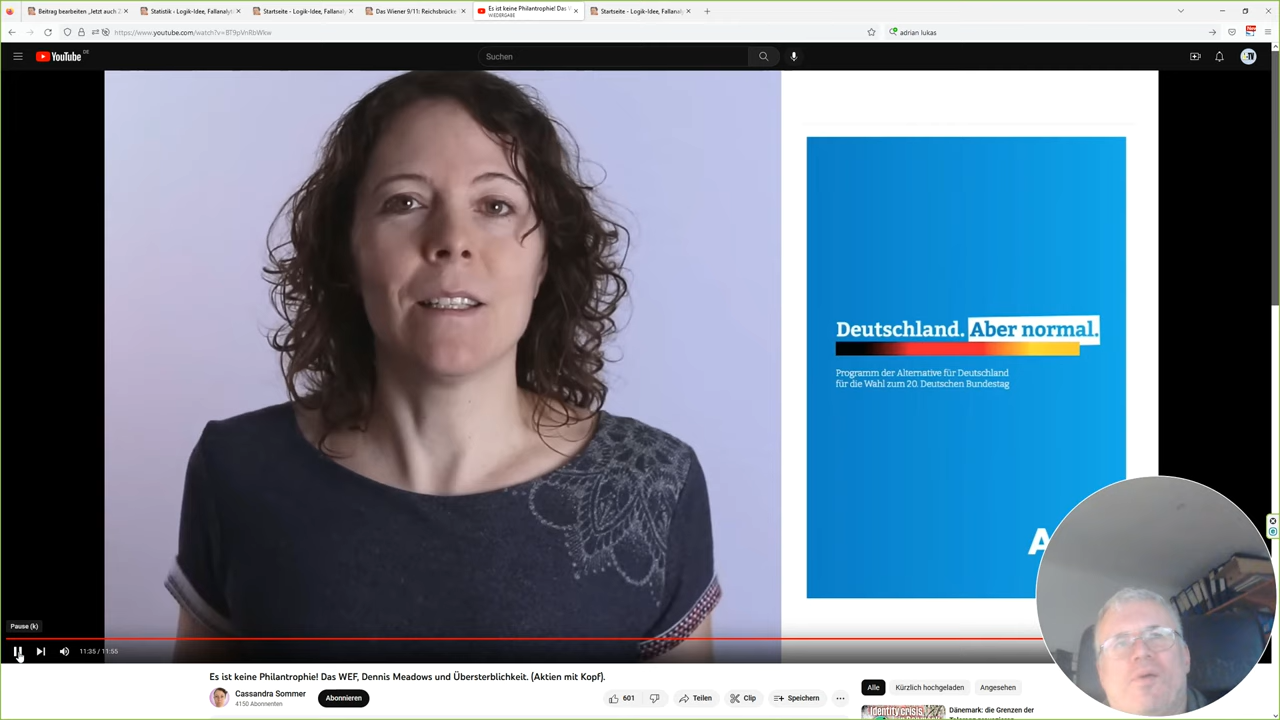 Beitrag bearbeiten „Jetzt auch Z
Statistik - Logik-Idee, Fallanalyt
Startseite - Logik-Idee, Fallanaly
Das Wiener 9/11: Reichsbrücke
Es ist keine Philantrophie! Das W
WIEDERGABE
Startseite - Logik-Idee, Fallanaly
https://www.youtube.com/watch?v=BT9pVnRbWkw
adrian lukas
YouTube DE
Suchen
Deutschland. Aber normal.
Programm der Alternative für Deutschland
für die Wahl zum 20. Deutschen Bundestag
A
Pause (k)
11:35 / 11:55
Es ist keine Philantrophie! Das WEF, Dennis Meadows und Übersterblichkeit. (Aktien mit Kopf).
Cassandra Sommer
4150 Abonnenten
Abonnieren
601
Teilen
Clip
Speichern
Alle
Kürzlich hochgeladen
Angesehen
Identity crisis
Dänemark: die Grenzen der